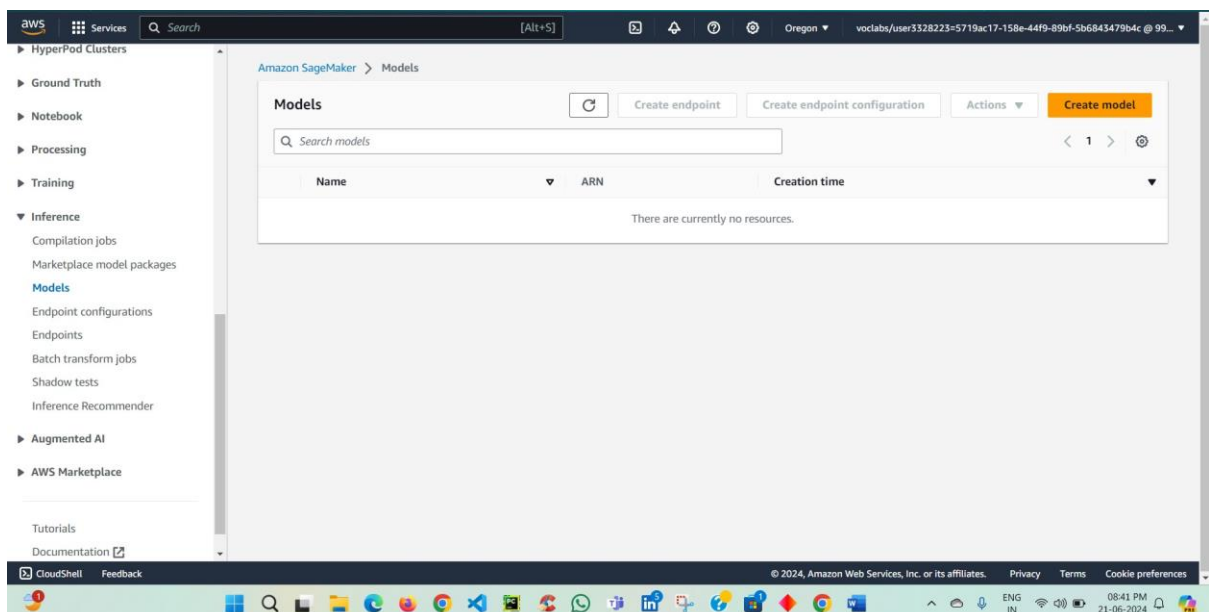 aws Services Search [Alt+S] Oregon voclabs/user3328223=5719ac17-158e-44f9-89bf-5b6843479b4c @ 99...
HyperPod Clusters
Ground Truth
Notebook
Processing
Training
Inference
Compilation jobs
Marketplace model packages
Models
Endpoint configurations
Endpoints
Batch transform jobs
Shadow tests
Inference Recommender
Augmented AI
AWS Marketplace
Tutorials
Documentation
Amazon SageMaker > Models
Models Create endpoint Create endpoint configuration Actions Create model
Search models 1
Name ARN Creation time
There are currently no resources.
CloudShell Feedback © 2024, Amazon Web Services, Inc. or its affiliates. Privacy Terms Cookie preferences
ENG 08:41 PM
IN 21-06-2024